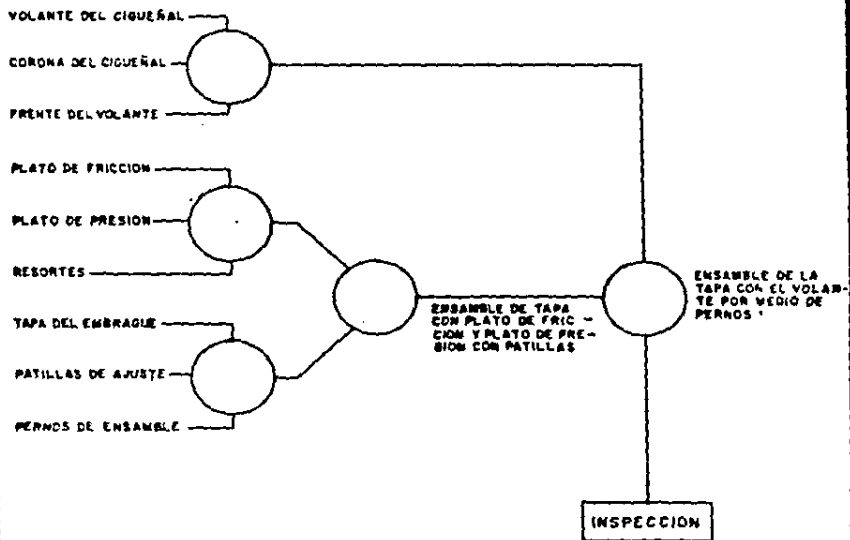 VOLANTE DEL CIGUEÑAL
CORONA DEL CIGUEÑAL
FRENTE DEL VOLANTE
PLATO DE FRICCION
PLATO DE PRESION
RESORTES
TAPA DEL EMBRAGUE
PATILLAS DE AJUSTE
PERNOS DE ENSAMBLE
ENSAMBLE DE TAPA
CON PLATO DE FRIC-
CION Y PLATO DE PRE-
SION CON PATILLAS
ENSAMBLE DE LA
TAPA CON EL VOLAN-
TE POR MEDIO DE
PERNOS
INSPECCION